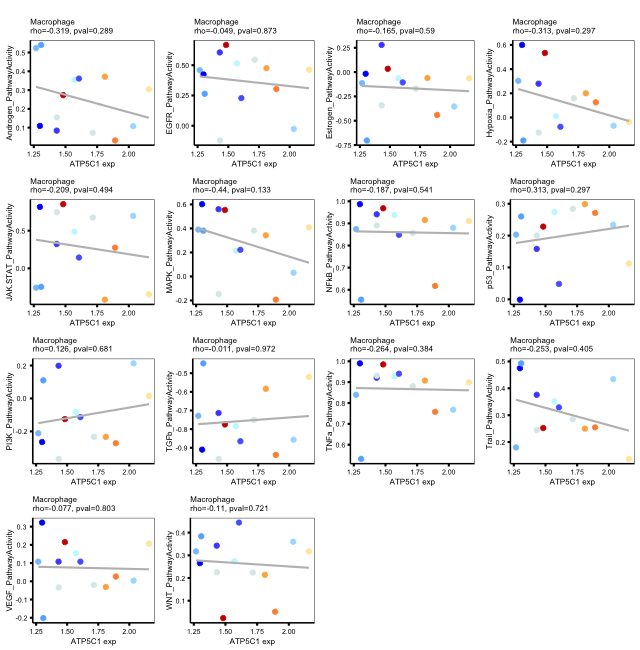 Macrophage
rho=-0.319, pval=0.289
Androgen_PathwayActivity
0.5
0.4
0.3
0.2
0.1
1.25 1.50 1.75 2.00
ATP5C1 exp
Macrophage
rho=-0.049, pval=0.873
EGFR_PathwayActivity
0.50
0.25
0.00
1.25 1.50 1.75 2.00
ATP5C1 exp
Macrophage
rho=-0.165, pval=0.59
Estrogen_PathwayActivity
0.25
0.00
-0.25
-0.50
-0.75
1.25 1.50 1.75 2.00
ATP5C1 exp
Macrophage
rho=-0.313, pval=0.297
Hypoxia_PathwayActivity
0.6
0.4
0.2
0.0
-0.2
1.25 1.50 1.75 2.00
ATP5C1 exp
Macrophage
rho=-0.209, pval=0.494
JAK-STAT_PathwayActivity
0.5
0.0
1.25 1.50 1.75 2.00
ATP5C1 exp
Macrophage
rho=-0.44, pval=0.133
MAPK_PathwayActivity
0.6
0.4
0.2
0.0
-0.2
1.25 1.50 1.75 2.00
ATP5C1 exp
Macrophage
rho=-0.187, pval=0.541
NFkB_PathwayActivity
1.0
0.9
0.8
0.7
0.6
1.25 1.50 1.75 2.00
ATP5C1 exp
Macrophage
rho=0.313, pval=0.297
p53_PathwayActivity
0.3
0.2
0.1
0.0
1.25 1.50 1.75 2.00
ATP5C1 exp
Macrophage
rho=0.126, pval=0.681
PI3K_PathwayActivity
0.2
0.0
-0.2
1.25 1.50 1.75 2.00
ATP5C1 exp
Macrophage
rho=-0.011, pval=0.972
TGFb_PathwayActivity
-0.5
-0.6
-0.7
-0.8
-0.9
1.25 1.50 1.75 2.00
ATP5C1 exp
Macrophage
rho=-0.264, pval=0.384
TNFa_PathwayActivity
1.0
0.9
0.8
0.7
0.6
1.25 1.50 1.75 2.00
ATP5C1 exp
Macrophage
rho=-0.253, pval=0.405
Trail_PathwayActivity
0.5
0.4
0.3
0.2
1.25 1.50 1.75 2.00
ATP5C1 exp
Macrophage
rho=-0.077, pval=0.803
VEGF_PathwayActivity
0.3
0.2
0.1
0.0
-0.1
-0.2
1.25 1.50 1.75 2.00
ATP5C1 exp
Macrophage
rho=-0.11, pval=0.721
WNT_PathwayActivity
0.4
0.3
0.2
0.1
1.25 1.50 1.75 2.00
ATP5C1 exp